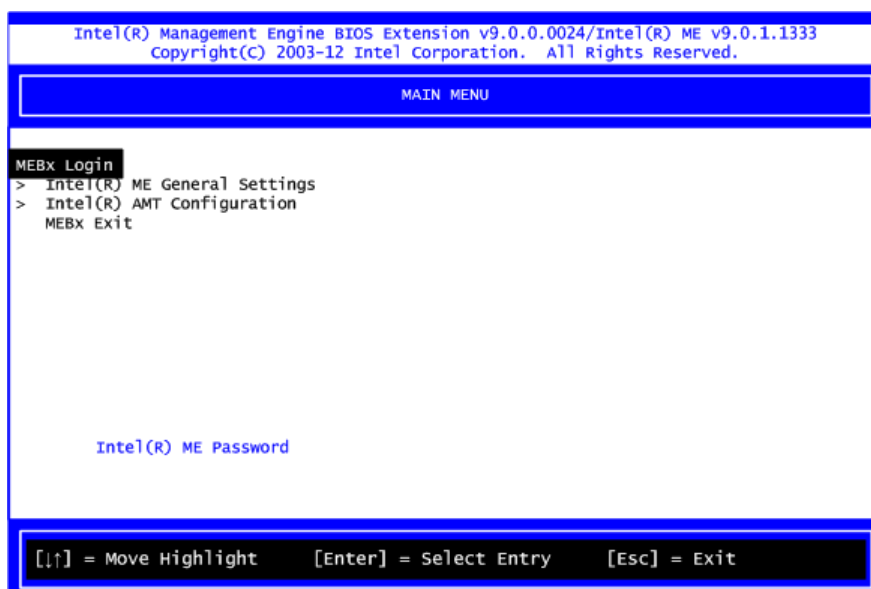 Intel(R) Management Engine BIOS Extension v9.0.0.0024/Intel(R) ME v9.0.1.1333
Copyright(C) 2003-12 Intel Corporation. All Rights Reserved.
MAIN MENU
MEBx Login
> Intel(R) ME General Settings
> Intel(R) AMT Configuration
MEBx Exit
Intel(R) ME Password
[↓↑] = Move Highlight [Enter] = Select Entry [Esc] = Exit